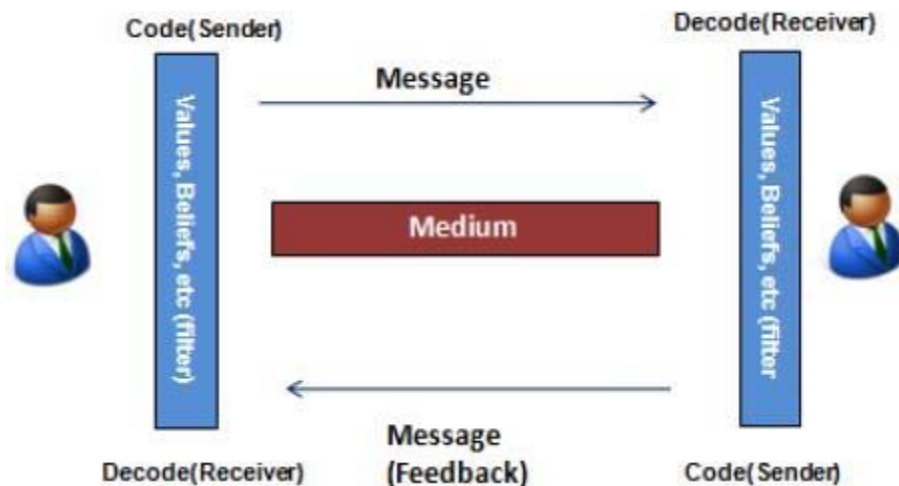 Code(Sender)
Decode(Receiver)
Message
Values, Beliefs, etc (filter)
Medium
Values, Beliefs, etc (filter
Message
(Feedback)
Decode(Receiver)
Code(Sender)